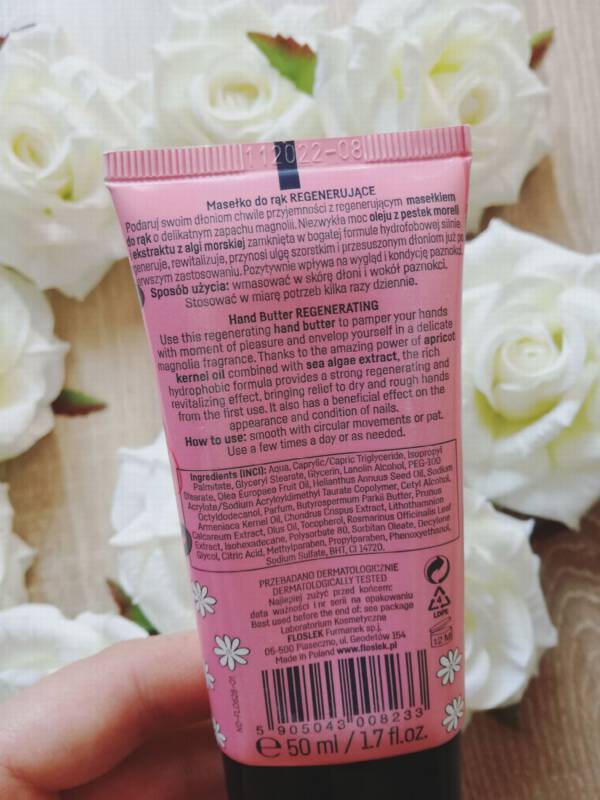 112022-08
Masełko do rąk REGENERUJĄCE
Podaruj swoim dłoniom chwile przyjemności z regenerującym masełkiem
do rąk o delikatnym zapachu magnolii. Niezwykła moc oleju z pestek moreli
i ekstraktu z algi morskiej zamknięta w bogatej formule hydrofobowej silnie
generuje, rewitalizuje, przynosi ulgę szorstkim i przesuszonym dłoniom już po
pierwszym zastosowaniu. Pozytywnie wpływa na wygląd i kondycję paznokci.
Sposób użycia: wmasować w skórę dłoni i wokół paznokci.
Stosować w miarę potrzeb kilka razy dziennie.
Hand Butter REGENERATING
Use this regenerating hand butter to pamper your hands
with moment of pleasure and envelop yourself in a delicate
magnolia fragrance. Thanks to the amazing power of apricot
kernel oil combined with sea algae extract, the rich
hydrophobic formula provides a strong regenerating and
revitalizing effect, bringing relief to dry and rough hands
from the first use. It also has a beneficial effect on the
appearance and condition of nails.
How to use: smooth with circular movements or pat.
Use a few times a day or as needed.
Ingredients (INCI): Aqua, Caprylic/Capric Triglyceride, Isopropyl
Palmitate, Glyceryl Stearate, Glycerin, Lanolin Alcohol, PEG-100
Stearate, Olea Europaea Fruit Oil, Helianthus Annuus Seed Oil, Sodium
Acrylate/Sodium Acryloyldimethyl Taurate Copolymer, Cetyl Alcohol,
Octyldodecanol, Parfum, Butyrospermum Parkii Butter, Prunus
Armeniaca Kernel Oil, Chondrus Crispus Extract, Lithothamnion
Calcareum Extract, Olus Oil, Tocopherol, Rosmarinus Officinalis Leaf
Extract, Isohexadecane, Polysorbate 80, Sorbitan Oleate, Decylene
Glycol, Citric Acid, Methylparaben, Propylparaben, Phenoxyethanol,
Sodium Sulfate, BHT, CI 14720.
PRZEBADANO DERMATOLOGICZNIE
DERMATOLOGICALLY TESTED
Najlepiej zużyć przed końcem:
data ważności i nr serii na opakowaniu
Best used before the end of: see package
Laboratorium Kosmetyczne
FLOSLEK Furmanek sp.j.
05-500 Piaseczno, ul. Geodetów 154
Made in Poland www.floslek.pl
LDPE
12 M
5 905043 008233
e 50 ml / 1.7 fl.oz.